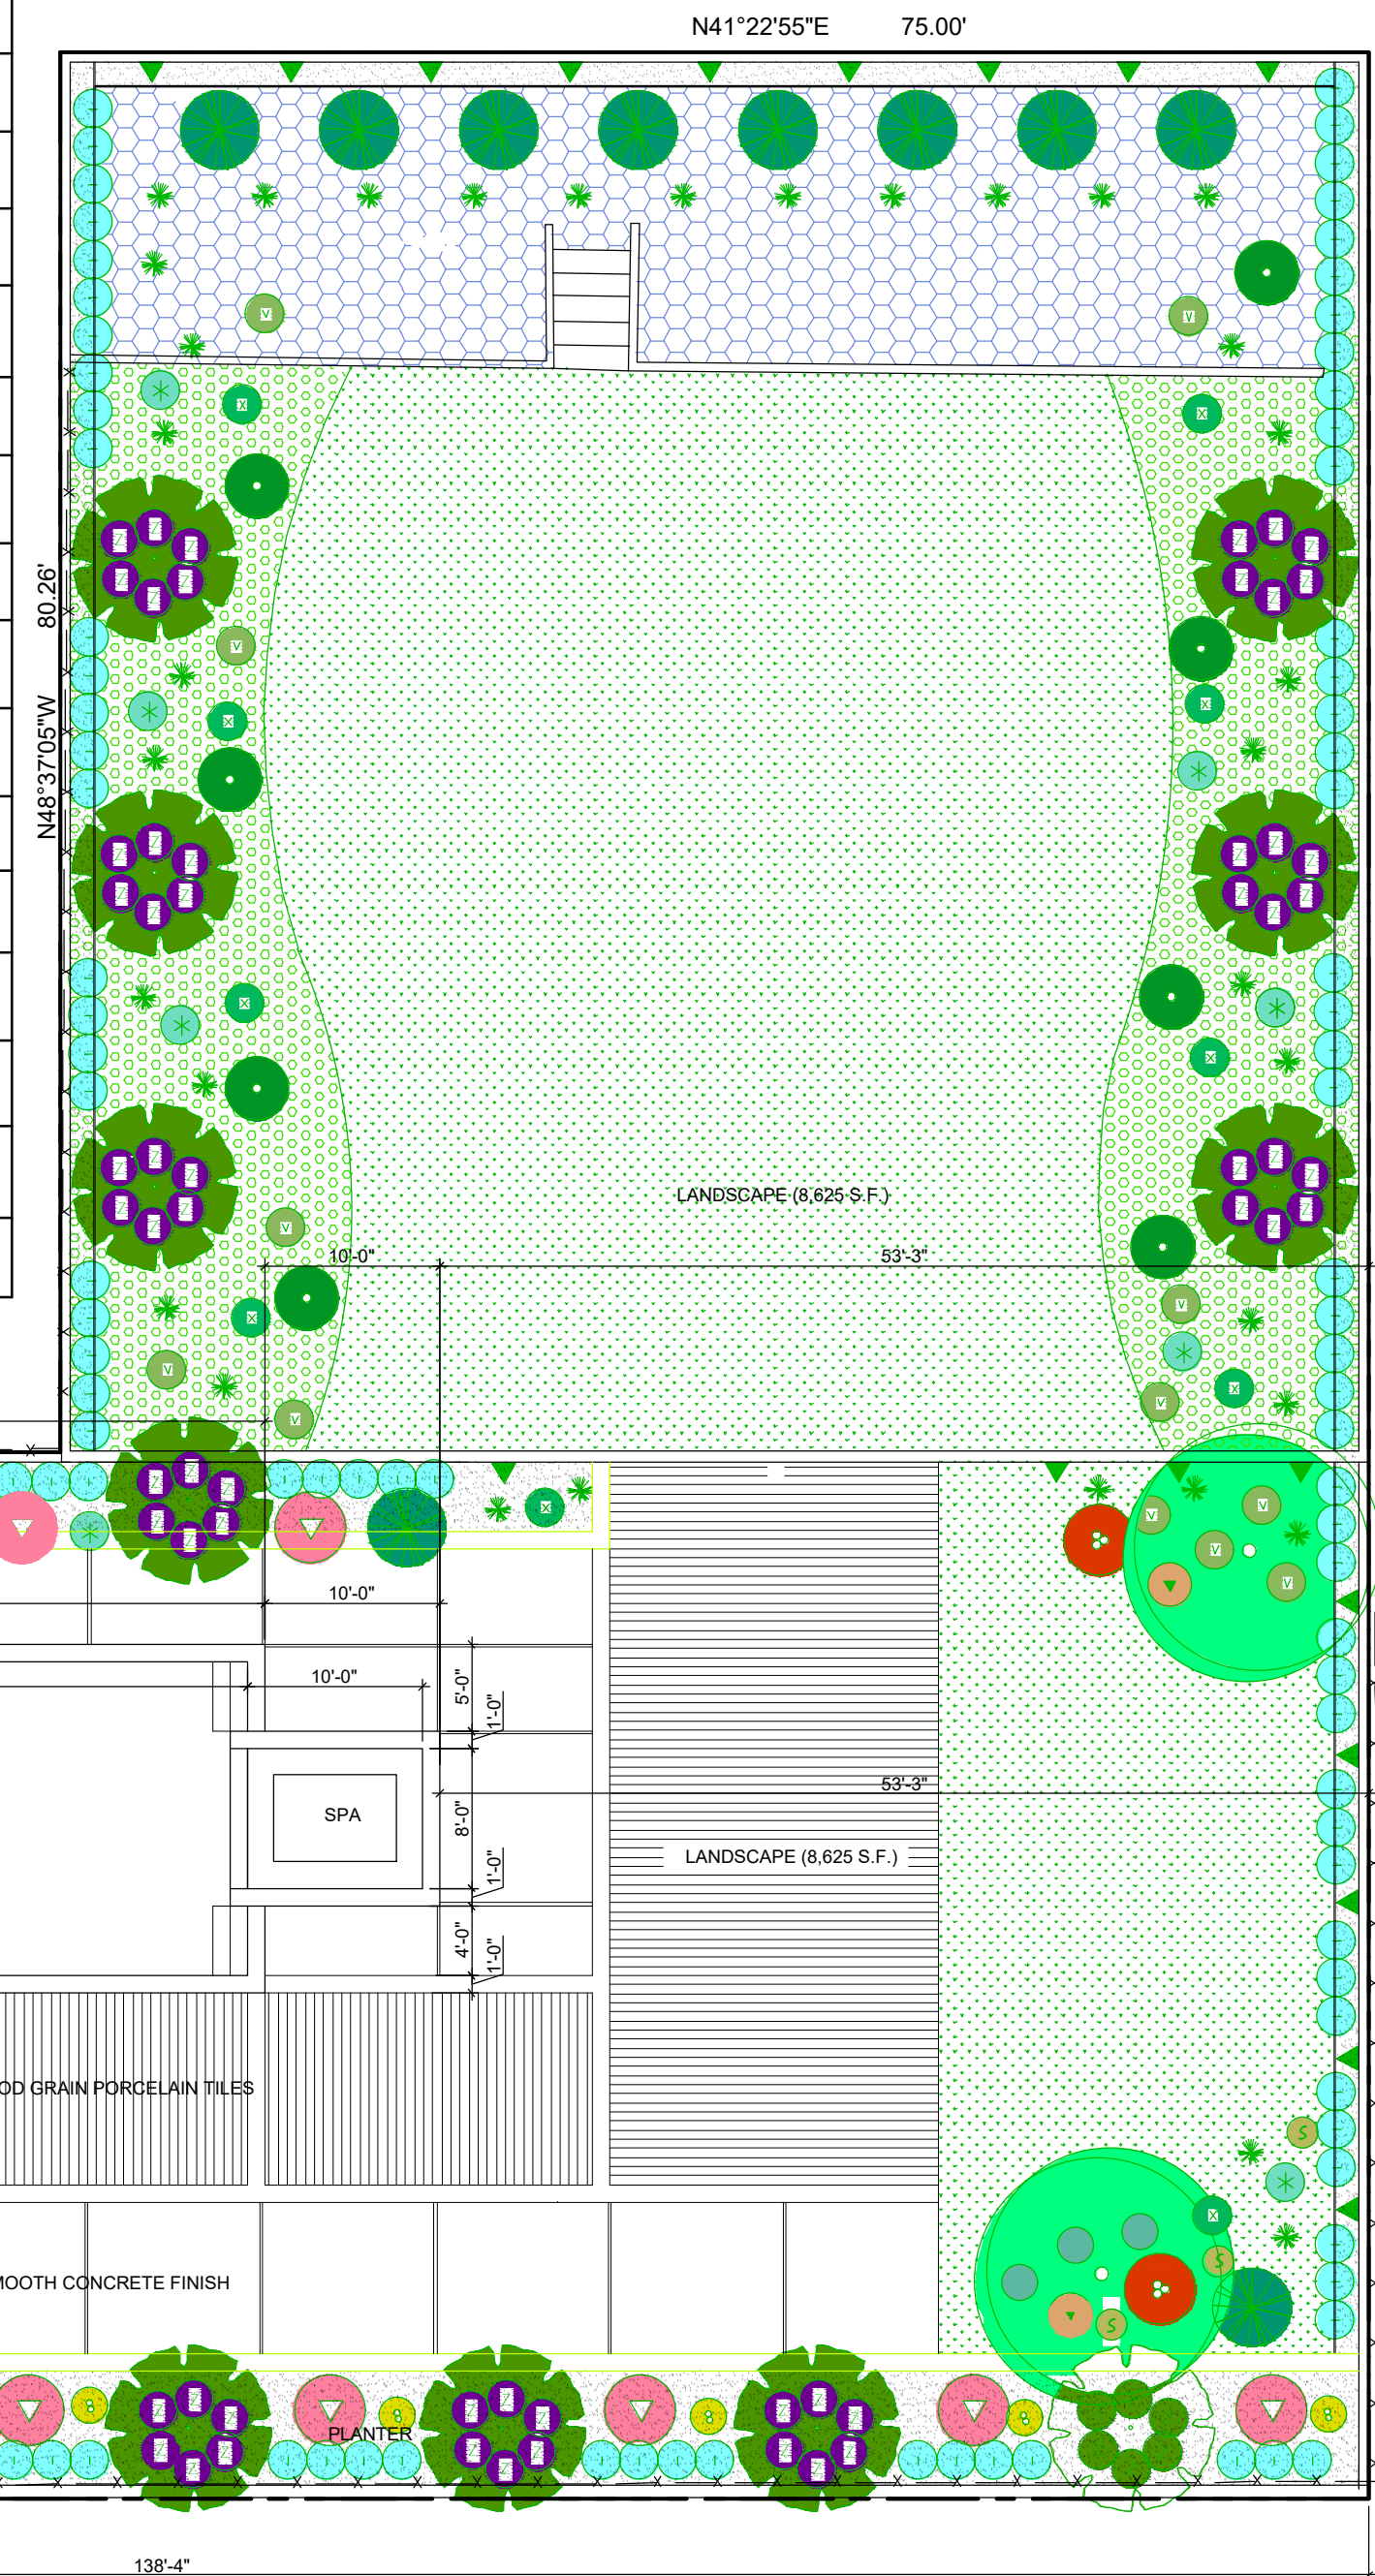 N41°22'55"E 75.00'
N48°37'05"W 80.26'
LANDSCAPE (8,625 S.F.)
10'-0" 53'-3"
10'-0"
10'-0"
5'-0"
1'-0"
53'-3"
SPA
8'-0"
LANDSCAPE (8,625 S.F.)
1'-0"
4'-0"
1'-0"
OD GRAIN PORCELAIN TILES
MOOTH CONCRETE FINISH
PLANTER
138'-4"